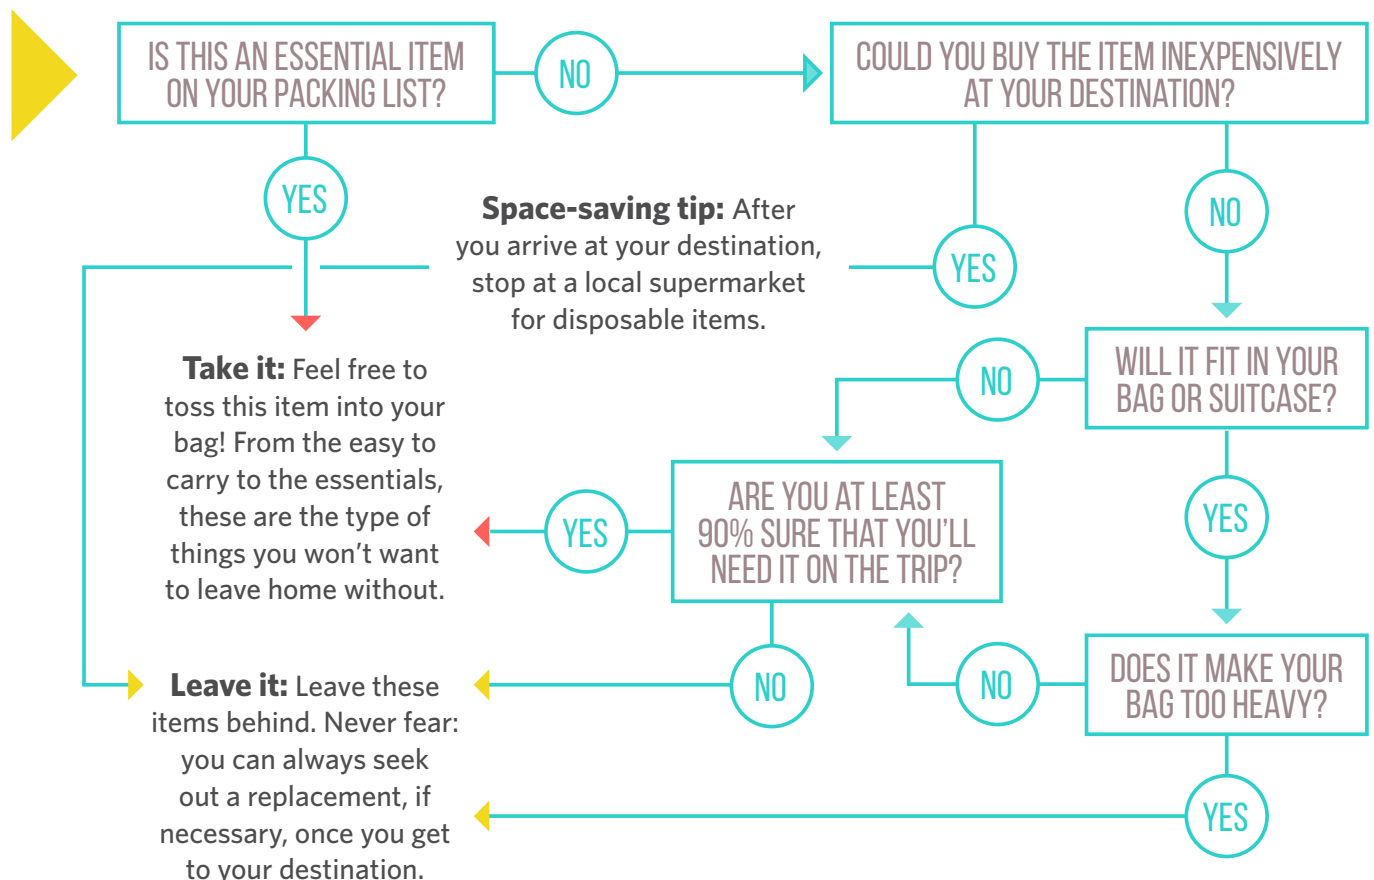 IS THIS AN ESSENTIAL ITEM
ON YOUR PACKING LIST?
NO
COULD YOU BUY THE ITEM INEXPENSIVELY
AT YOUR DESTINATION?
YES
Space-saving tip: After
you arrive at your destination,
stop at a local supermarket
for disposable items.
YES
NO
Take it: Feel free to
toss this item into your
bag! From the easy to
carry to the essentials,
these are the type of
things you won't want
to leave home without.
NO
WILL IT FIT IN YOUR
BAG OR SUITCASE?
YES
ARE YOU AT LEAST
90% SURE THAT YOU'LL
NEED IT ON THE TRIP?
YES
Leave it: Leave these
items behind. Never fear:
you can always seek
out a replacement, if
necessary, once you get
to your destination.
NO
NO
DOES IT MAKE YOUR
BAG TOO HEAVY?
YES